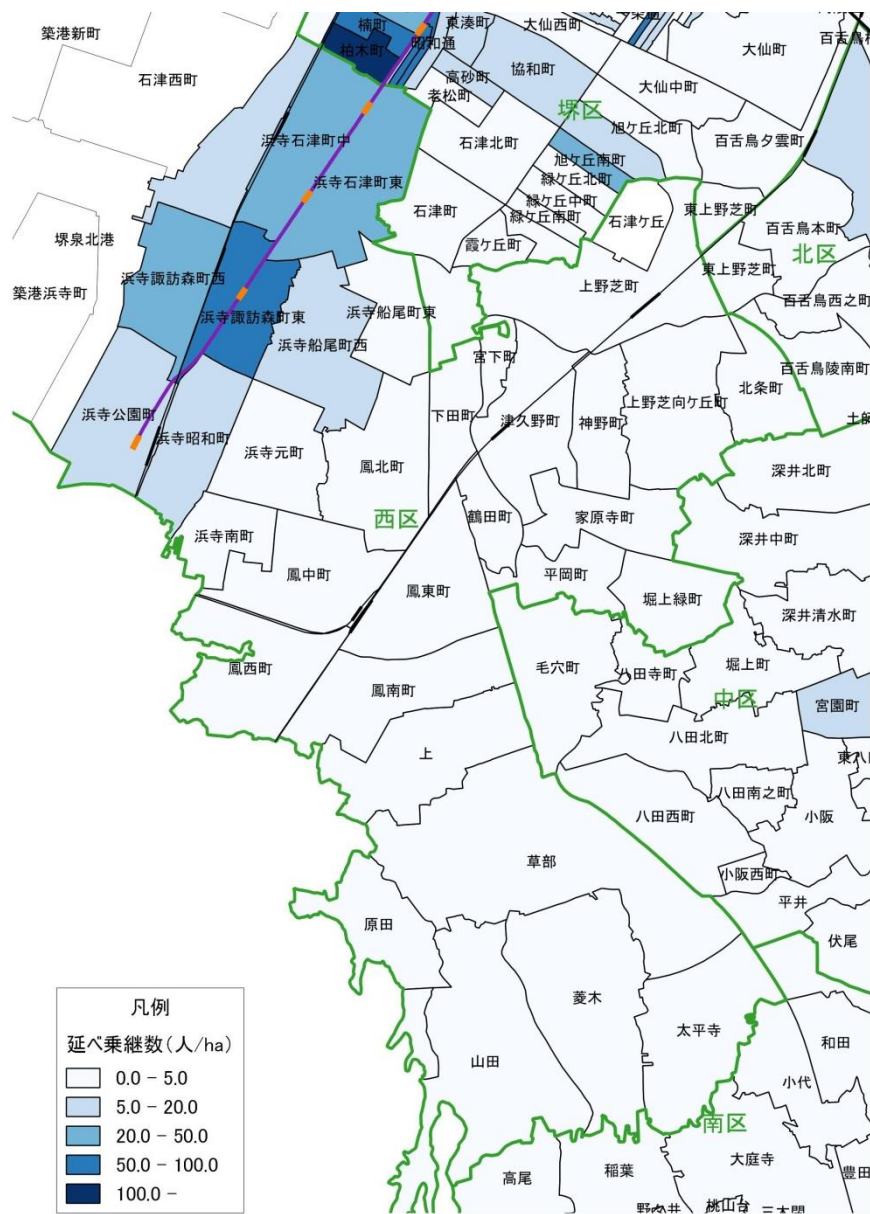 築港新町
楠町
東湊町
大仙西町
柏木町
昭和通
大仙町
石津西町
高砂町
協和町
大仙中町
老松町
堺区
旭ケ丘北町
浜寺石津町中
石津北町
百舌鳥夕雲町
旭ケ丘南町
浜寺石津町東
緑ケ丘北町
緑ケ丘中町
石津町
緑ケ丘南町
石津ケ丘
東上野芝町
百舌鳥本町
堺泉北港
霞ケ丘町
北区
浜寺諏訪森町西
上野芝町
東上野芝町
築港浜寺町
百舌鳥西之町
浜寺諏訪森町東
浜寺船尾町東
浜寺船尾町西
宮下町
百舌鳥陵南町
北条町
浜寺公園町
下田町
津久野町
神野町
上野芝向ケ丘町
浜寺昭和町
浜寺元町
鳳北町
深井北町
西区
鶴田町
家原寺町
浜寺南町
深井中町
鳳中町
平岡町
鳳東町
堀上緑町
深井清水町
鳳西町
毛穴町
八田寺町
堀上町
鳳南町
中区
宮園町
八田北町
上
八田南之町
八田西町
小阪
草部
小阪西町
平井
原田
伏尾
菱木
太平寺
凡例
延べ乗継数(人/ha)
0.0 - 5.0
5.0 - 20.0
20.0 - 50.0
50.0 - 100.0
100.0 -
山田
和田
小代
南区
高尾
稲葉
大庭寺
豊田
桃山台